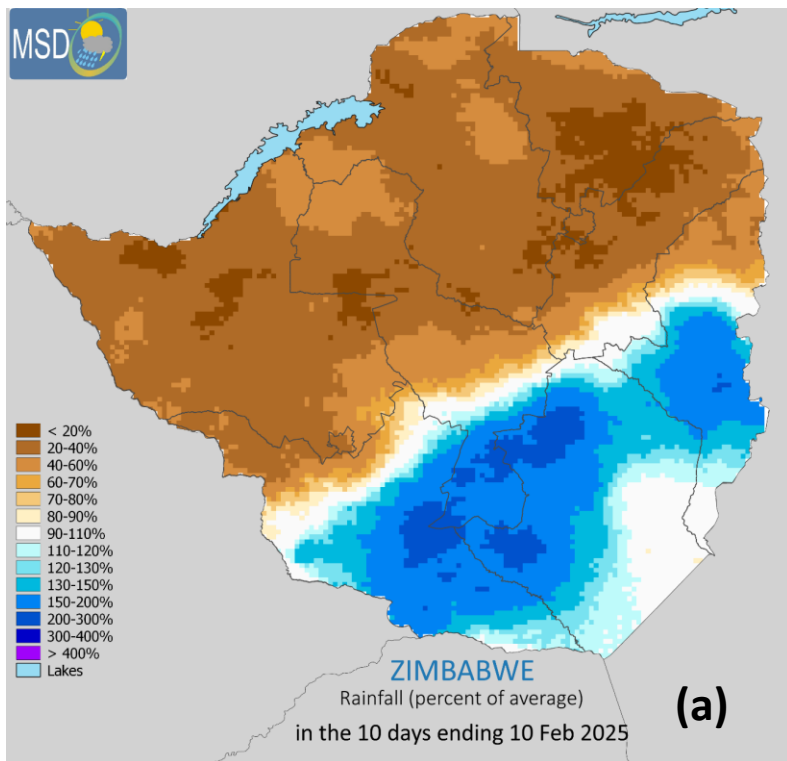 MSD
< 20%
20-40%
40-60%
60-70%
70-80%
80-90%
90-110%
110-120%
120-130%
130-150%
150-200%
200-300%
300-400%
> 400%
Lakes
ZIMBABWE
Rainfall (percent of average)
in the 10 days ending 10 Feb 2025
(a)